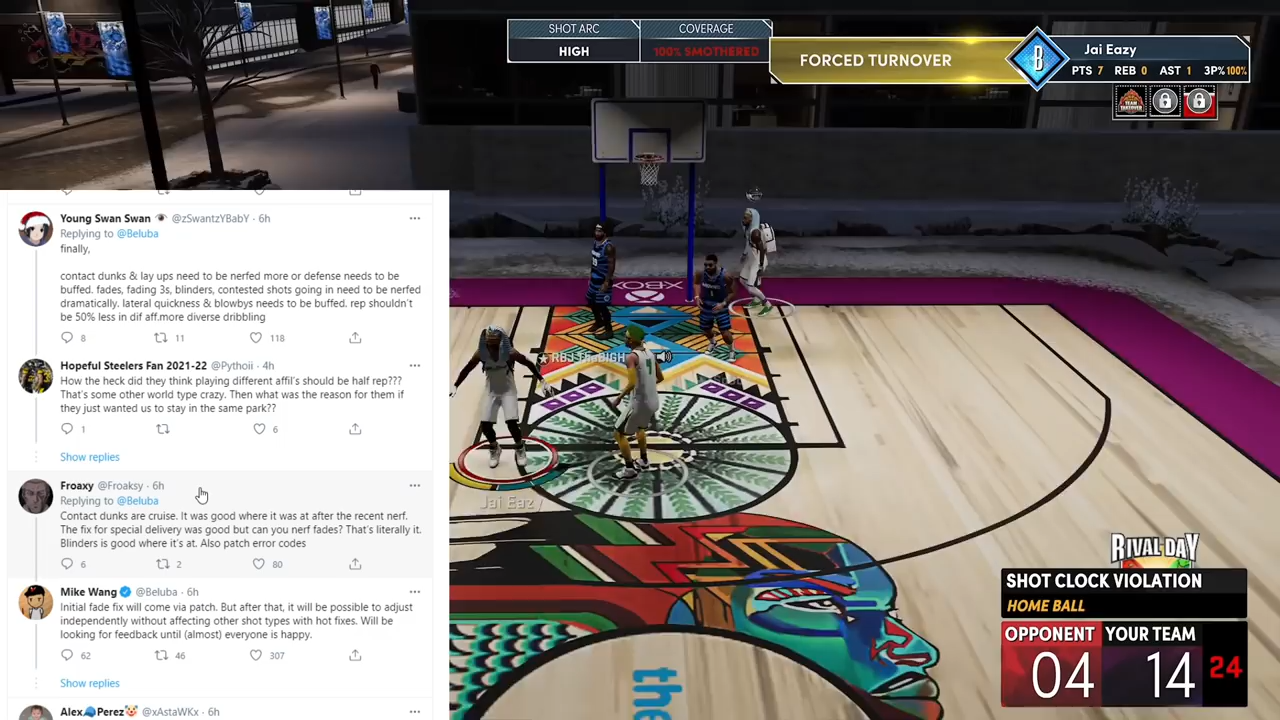 SHOT ARC
COVERAGE
HIGH
100% SMOTHERED
FORCED TURNOVER
Jai Eazy
PTS 7 REB 0 AST 1 3P% 100%
Young Swan Swan @zSwantzYBabY · 6h
Replying to @Beluba
finally,
contact dunks & lay ups need to be nerfed more or defense needs to be
buffed. fades, fading 3s, blinders, contested shots going in need to be nerfed
dramatically. lateral quickness & blowbys needs to be buffed. rep shouldn't
be 50% less in dif aff.more diverse dribbling
8 11 118
Hopeful Steelers Fan 2021-22 @Pythoii · 4h
How the heck did they think playing different affil's should be half rep???
That's some other world type crazy. Then what was the reason for them if
they just wanted us to stay in the same park??
1 6
Show replies
Froaxy @Froaksy · 6h
Replying to @Beluba
Contact dunks are cruise. It was good where it was at after the recent nerf.
The fix for special delivery was good but can you nerf fades? That's literally it.
Blinders is good where it's at. Also patch error codes
6 2 80
Mike Wang @Beluba · 6h
Initial fade fix will come via patch. But after that, it will be possible to adjust
independently without affecting other shot types with hot fixes. Will be
looking for feedback until (almost) everyone is happy.
62 46 307
Show replies
Alex Perez @xAstaWKx · 6h
XBOX
RBJ ThaBIGH
Jai Eazy
the
RIVAL DAY
SHOT CLOCK VIOLATION
HOME BALL
OPPONENT YOUR TEAM
04 14 24